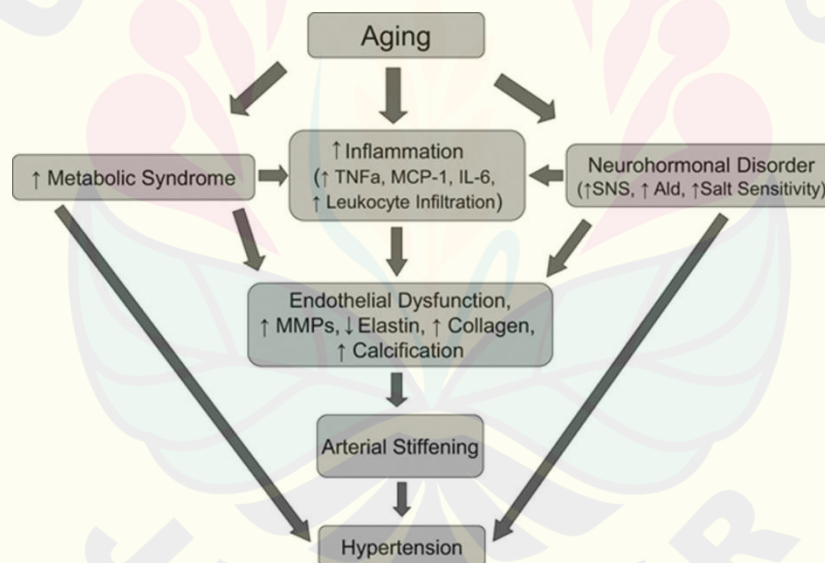 Aging
↑ Metabolic Syndrome
↑ Inflammation
(↑ TNFa, MCP-1, IL-6,
↑ Leukocyte Infiltration)
Neurohormonal Disorder
(↑SNS, ↑ Ald, ↑Salt Sensitivity)
Endothelial Dysfunction,
↑ MMPs, ↓ Elastin, ↑ Collagen,
↑ Calcification
Arterial Stiffening
Hypertension